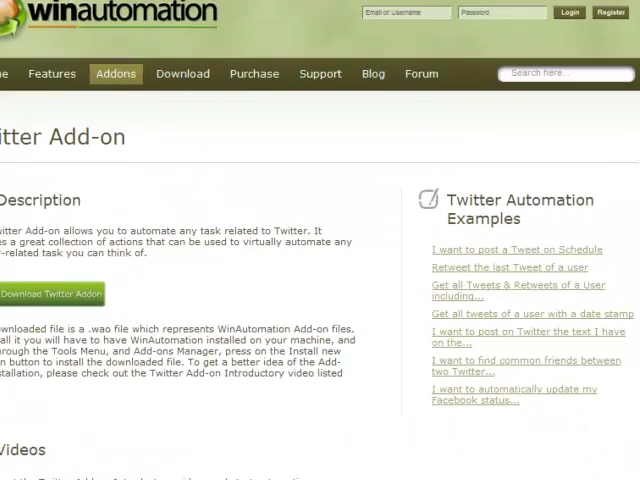 winautomation
Email or Username
Password
Login
Register
Features
Addons
Download
Purchase
Support
Blog
Forum
Search here..
Add-on
Description
Add-on allows you to automate any task related to Twitter. It
a great collection of actions that can be used to virtually automate any
-related task you can think of.
Download Twitter Addon
file is a .wao file which represents WinAutomation Add-on files.
it you will have to have WinAutomation installed on your machine, and
the Tools Menu, and Add-ons Manager, press on the Install new
button to install the downloaded file. To get a better idea of the Add-
please check out the Twitter Add-on Introductory video listed
Videos
Twitter Automation
Examples
I want to post a Tweet on Schedule
Retweet the last Tweet of a user
Get all Tweets & Retweets of a User
including...
Get all tweets of a user with a date stamp
I want to post on Twitter the text I have
on the...
I want to find common friends between
two Twitter...
I want to automatically update my
Facebook status...